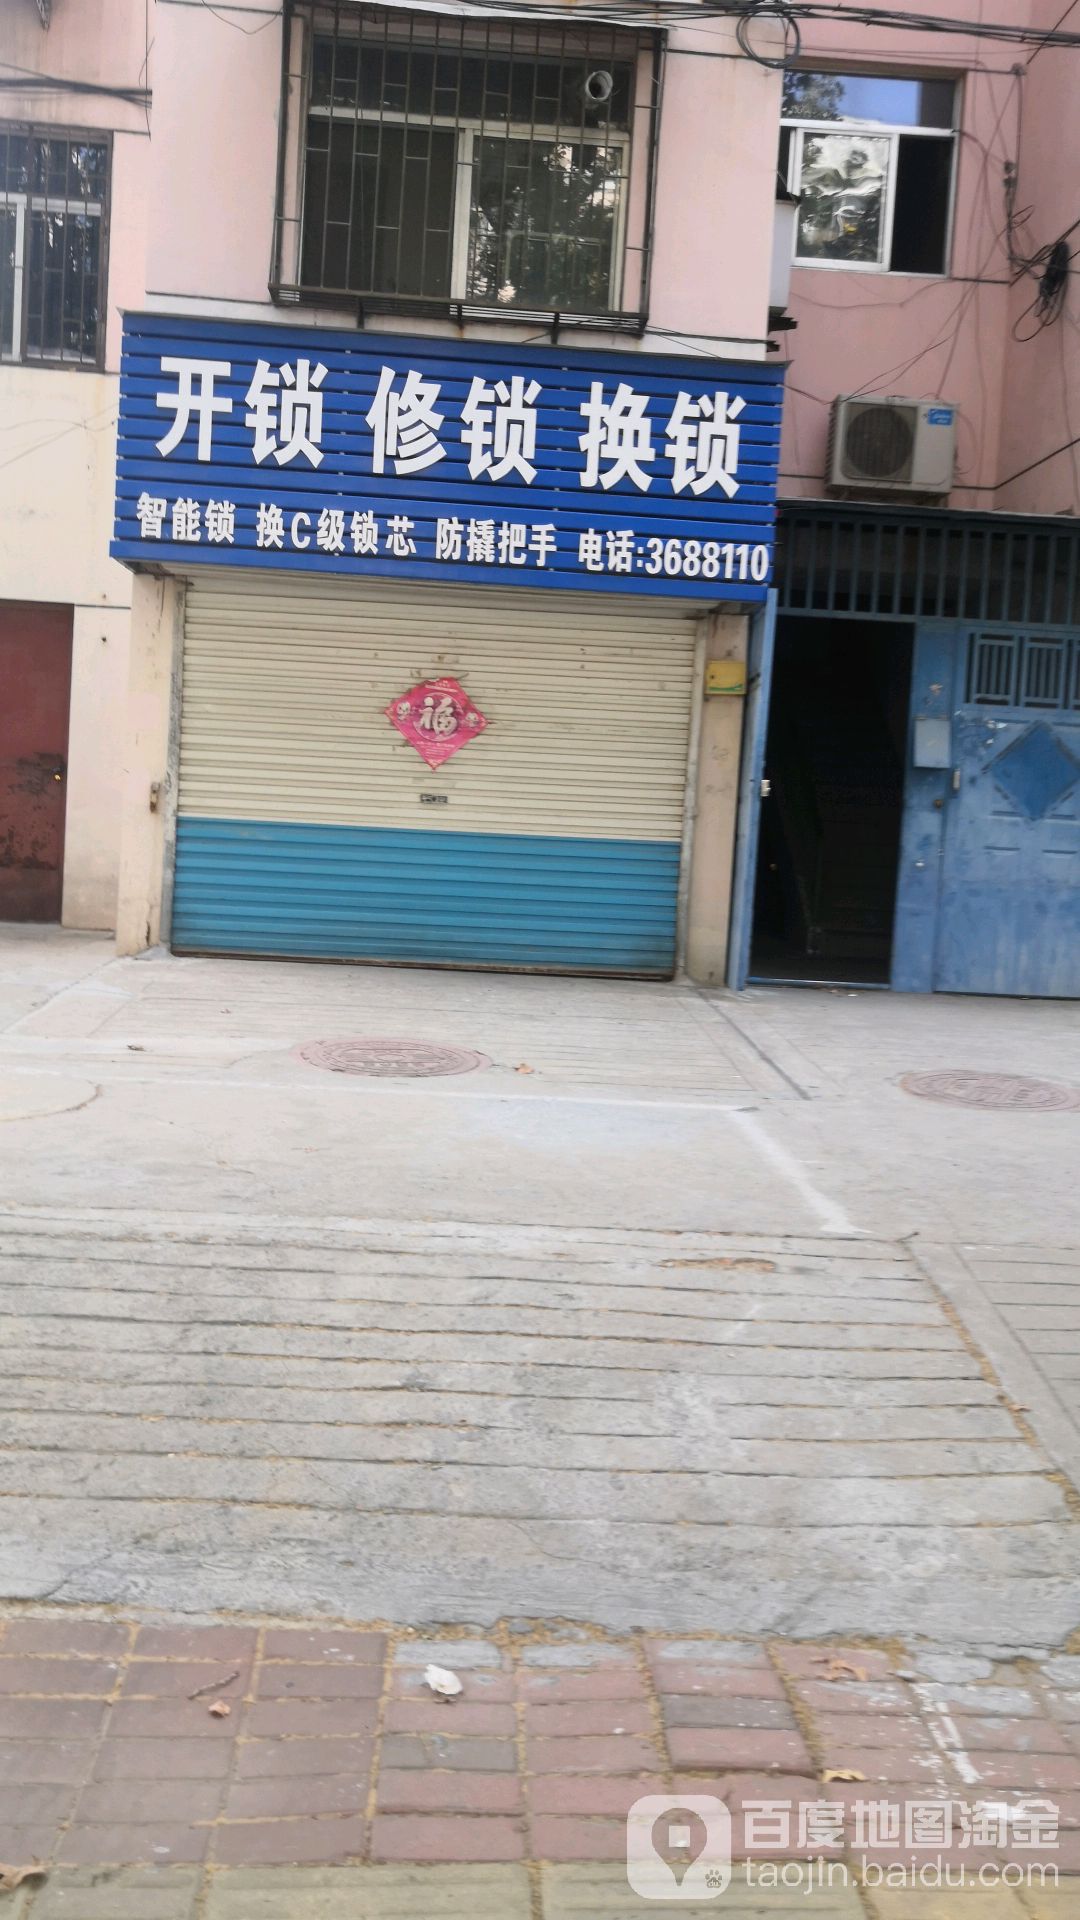 开锁 修锁 换锁
智能锁 换C级锁芯 防撬把手 电话:3688110
福
百度地图淘金
taojin.baidu.com